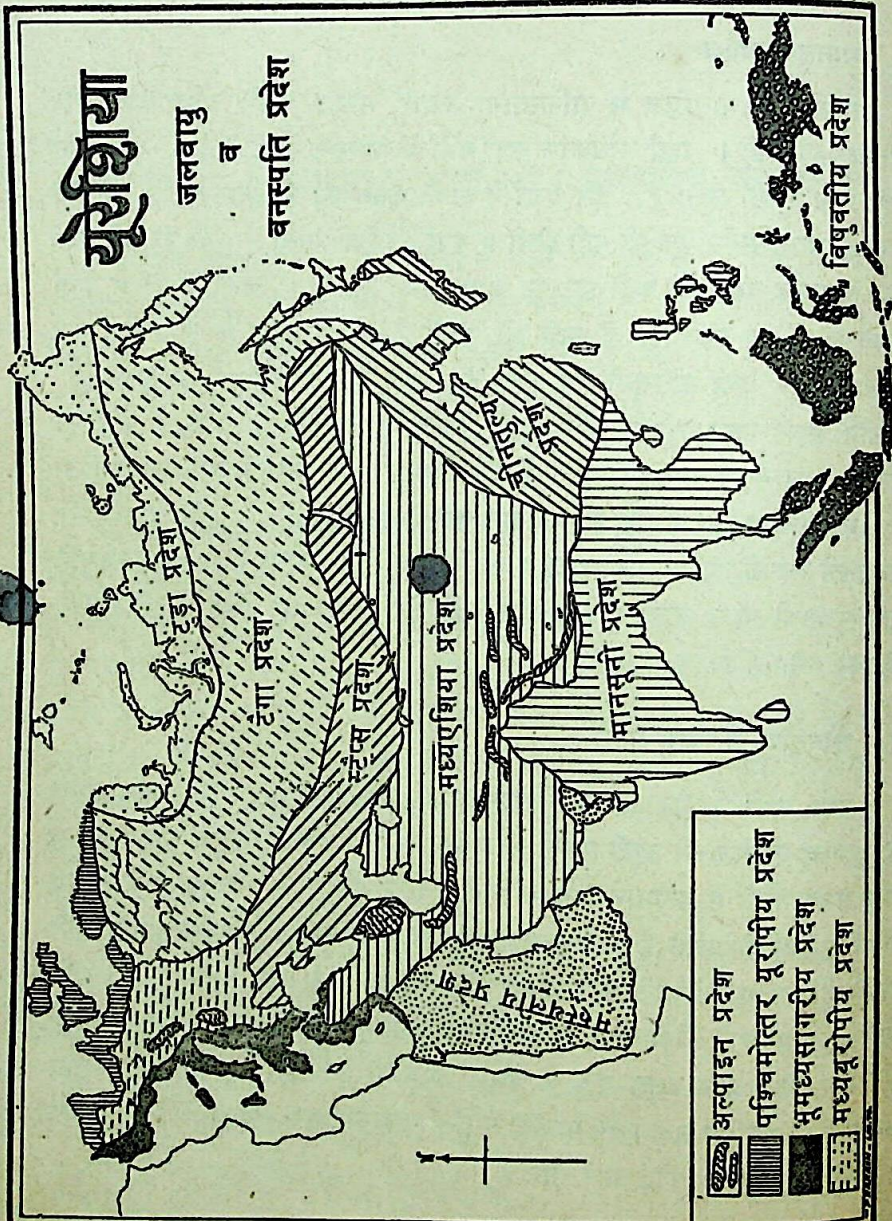 यूरेशिया
जलवायु
व
वनस्पति प्रदेश
टुंड्रा प्रदेश
टैगा प्रदेश
स्टेप्स प्रदेश
मध्यएशिया प्रदेश
चीनतुल्य
प्रदेश
मानसूनी प्रदेश
मरुस्थलीय प्रदेश
विषुवतीय प्रदेश
अल्पाइन प्रदेश
पश्चिमोत्तर यूरोपीय प्रदेश
भूमध्यसागरीय प्रदेश
मध्ययूरोपीय प्रदेश